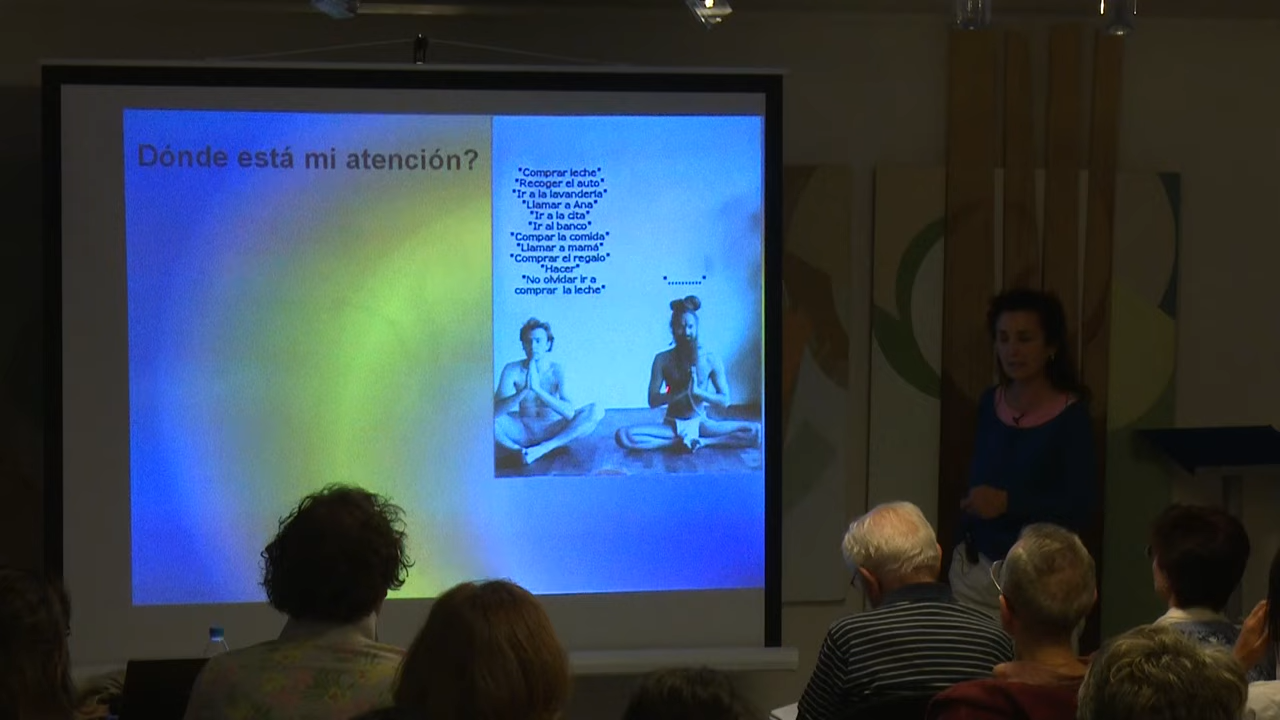 Dónde está mi atención?
"Comprar leche"
"Recoger el auto"
"Ir a la lavandería"
"Llamar a Ana"
"Ir a la cita"
"Ir al banco"
"Compar la comida"
"Llamar a mamá"
"Comprar el regalo"
"Hacer"
"No olvidar ir a
comprar la leche"
".........."